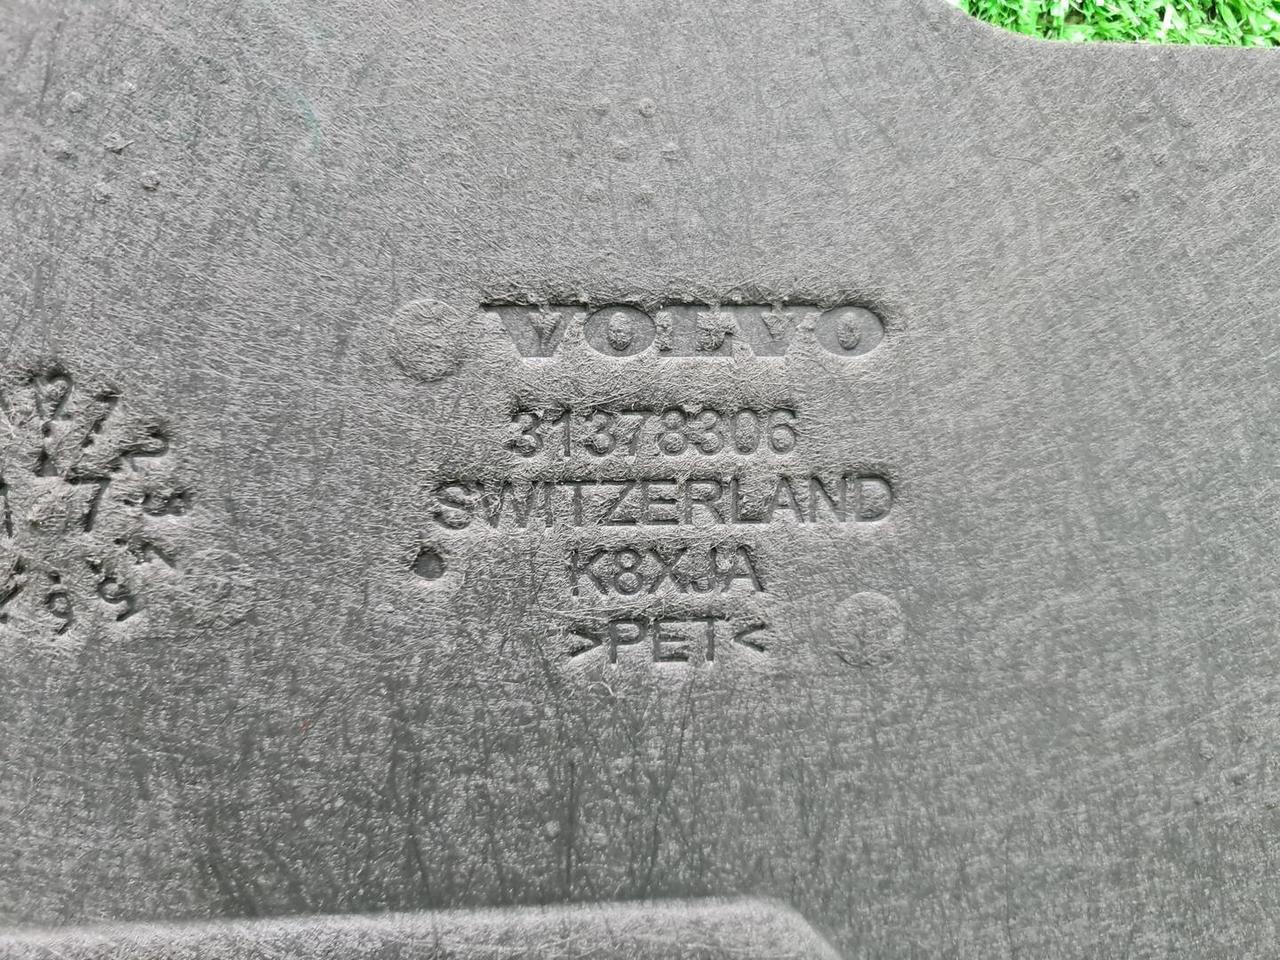 VOLVO
31378306
SWITZERLAND
K8XJA
>PET<